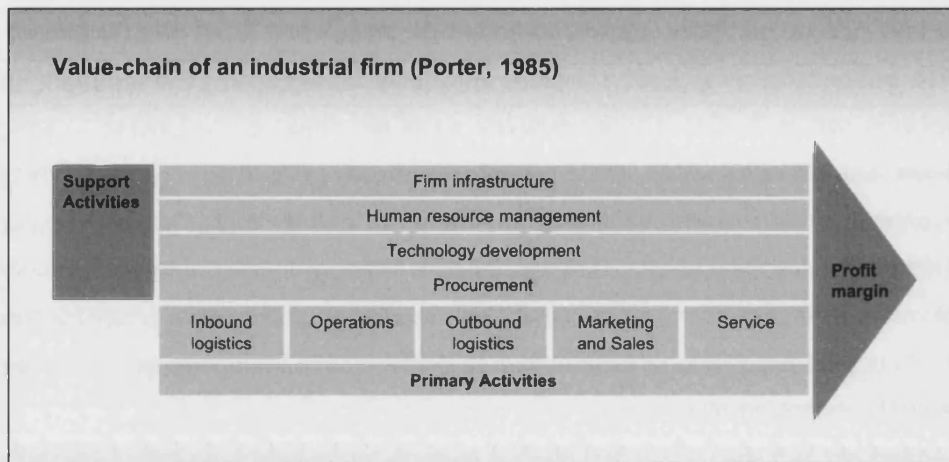 Value-chain of an industrial firm (Porter, 1985)
Support
Activities
Firm infrastructure
Human resource management
Technology development
Procurement
Profit
margin
Inbound
logistics
Operations
Outbound
logistics
Marketing
and Sales
Service
Primary Activities